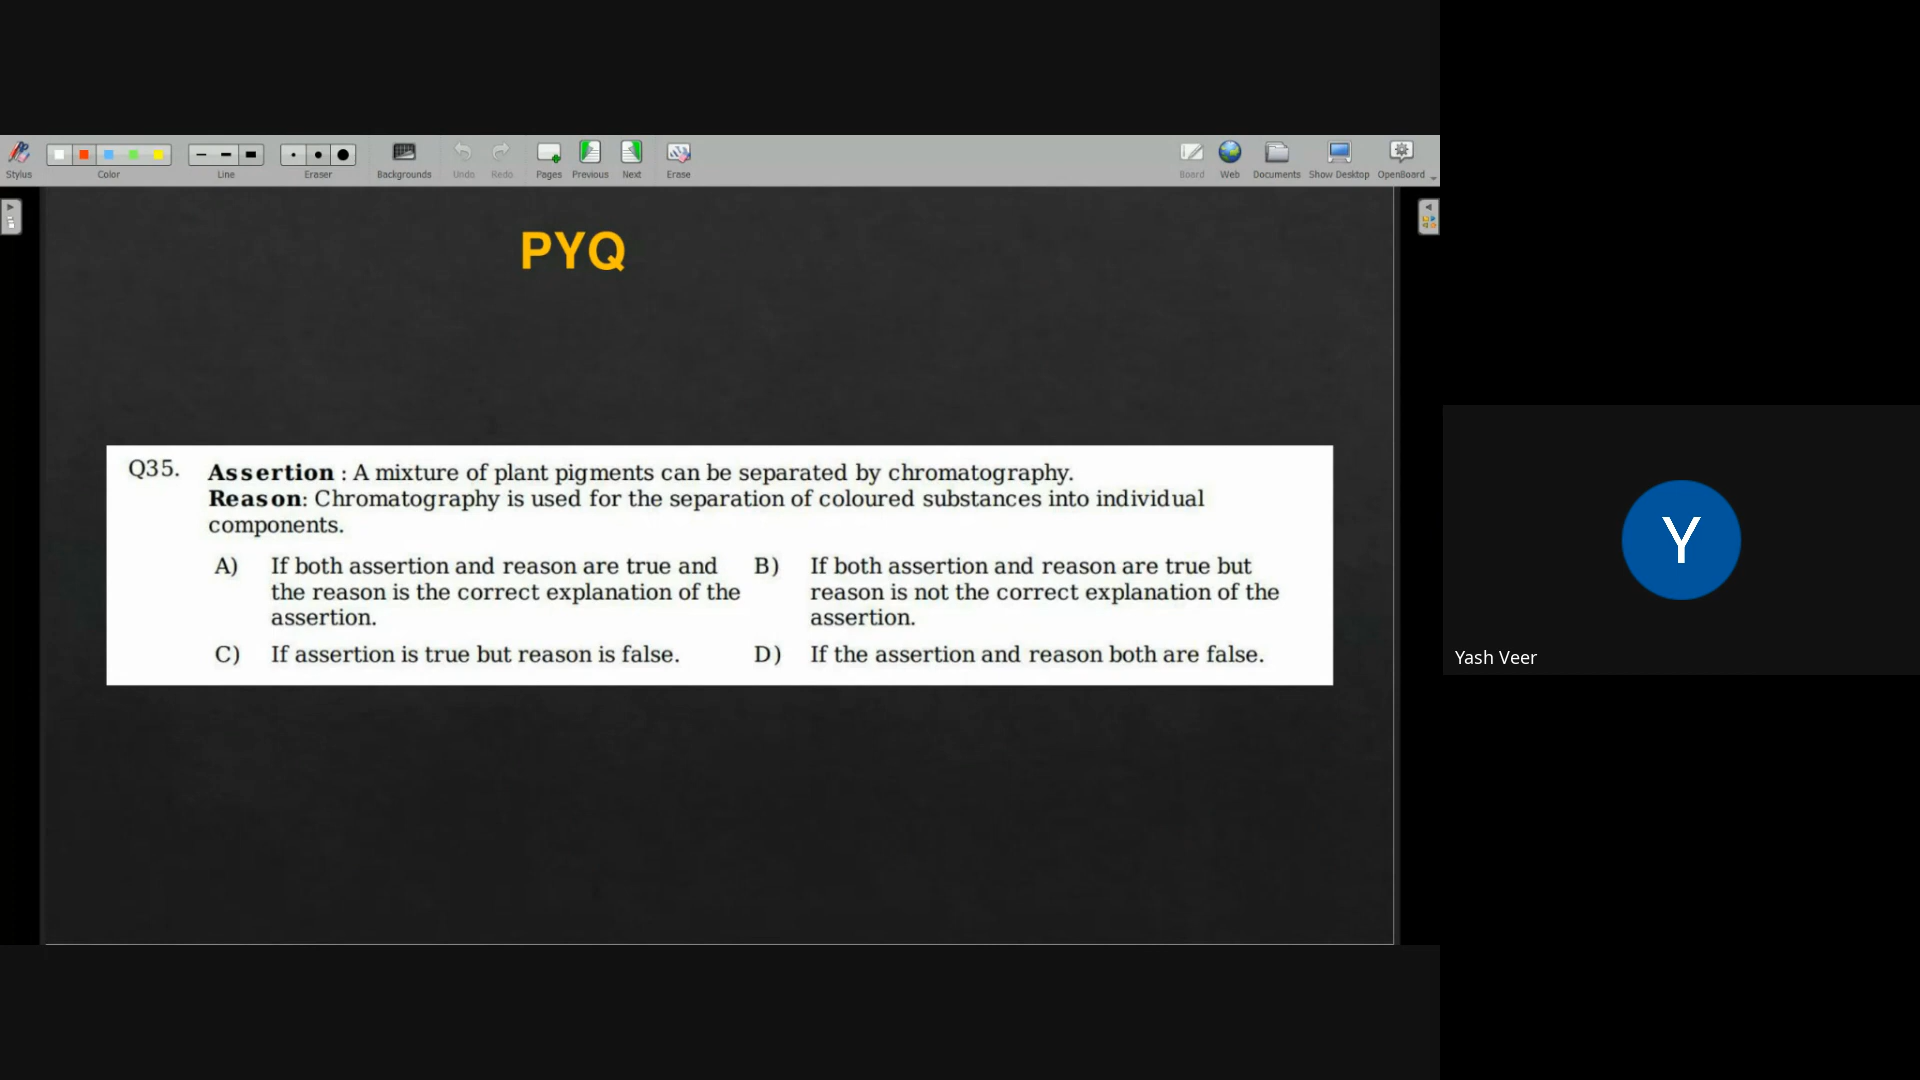 Stylus
Color
Line
Eraser
Backgrounds
Undo
Redo
Pages
Previous
Next
Erase
Board
Web
Documents
Show Desktop
OpenBoard
PYQ
Q35. Assertion : A mixture of plant pigments can be separated by chromatography.
Reason: Chromatography is used for the separation of coloured substances into individual
components.
A) If both assertion and reason are true and
the reason is the correct explanation of the
assertion.
B) If both assertion and reason are true but
reason is not the correct explanation of the
assertion.
C) If assertion is true but reason is false.
D) If the assertion and reason both are false.
Y
Yash Veer